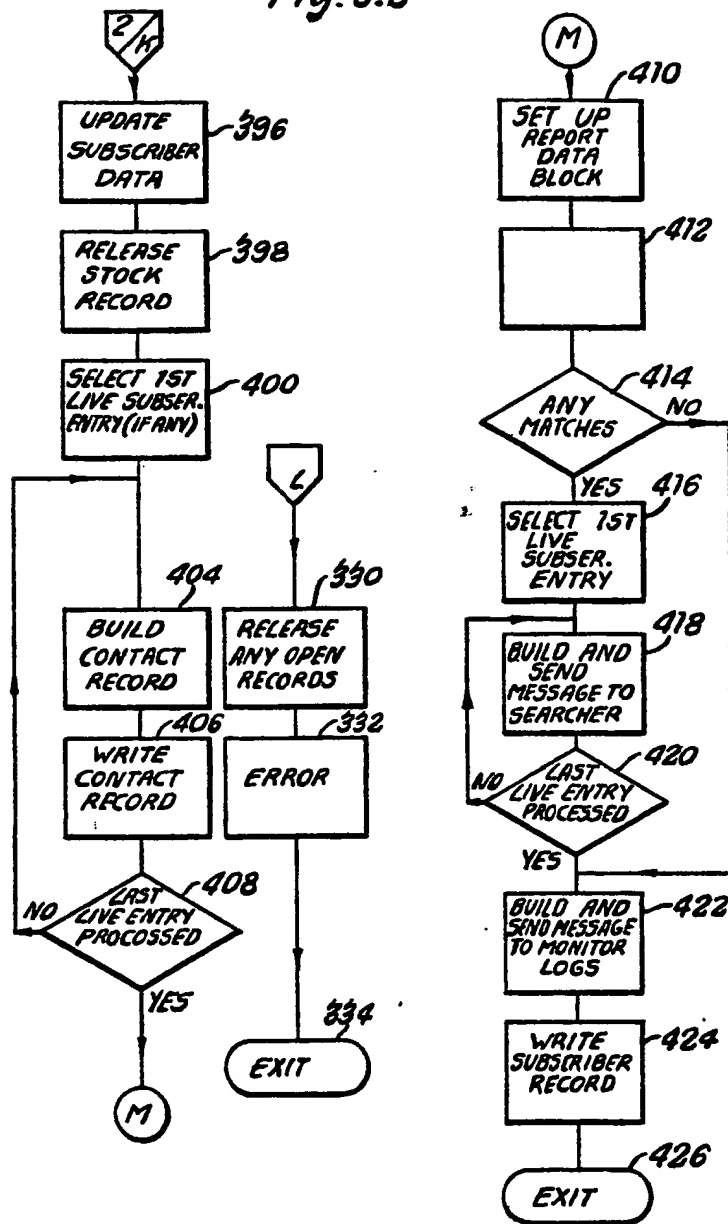 2/K
UPDATE
SUBSCRIBER
DATA
396
RELEASE
STOCK
RECORD
398
SELECT 1ST
LIVE SUBSER.
ENTRY (IF ANY)
400
404
BUILD
CONTACT
RECORD
406
WRITE
CONTACT
RECORD
408
LAST
LIVE ENTRY
PROCOSSED
NO
YES
M
L
330
RELEASE
ANY OPEN
RECORDS
332
ERROR
334
EXIT
M
410
SET UP
REPORT
DATA
BLOCK
412
414
ANY
MATCHES
NO
YES
416
SELECT 1ST
LIVE
SUBSER.
ENTRY
418
BUILD AND
SEND
MESSAGE TO
SEARCHER
420
LAST
LIVE ENTRY
PROCESSED
NO
YES
BUILD AND
SEND MESSAGE
TO MONITOR
LOGS
422
WRITE
SUBSCRIBER
RECORD
424
426
EXIT